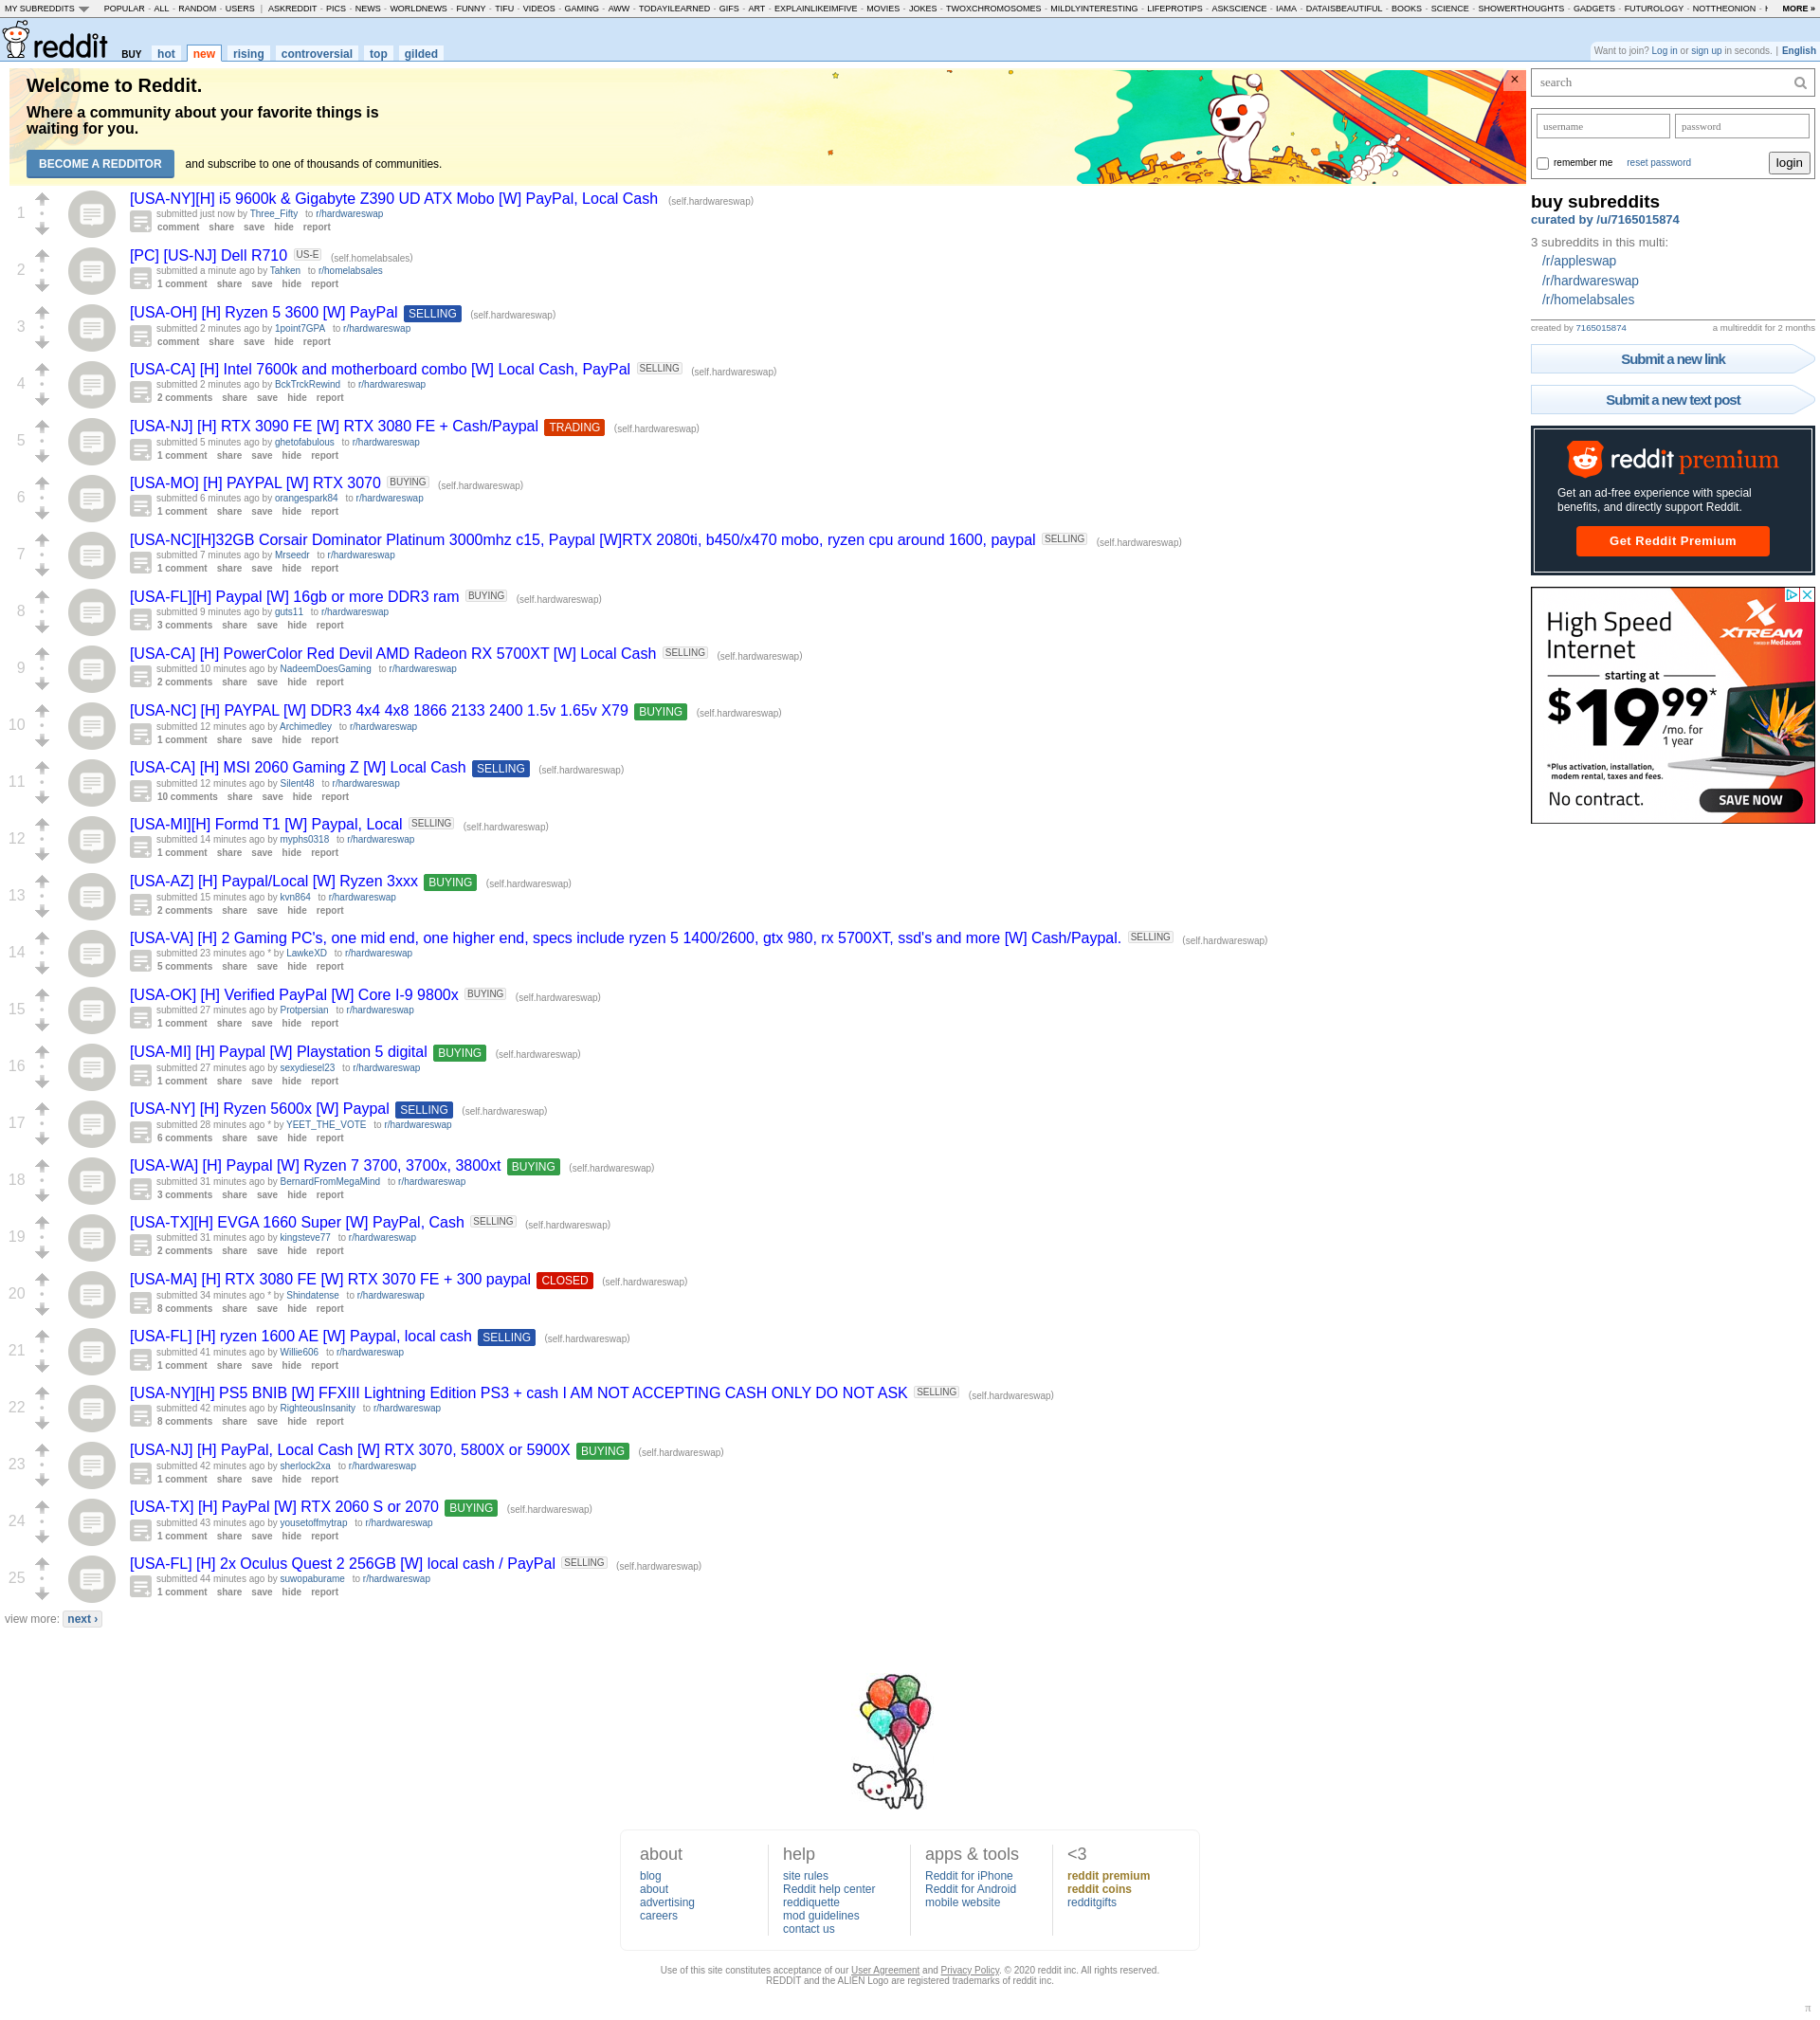 MY SUBREDDITS POPULAR - ALL - RANDOM - USERS | ASKREDDIT - PICS - NEWS - WORLDNEWS - FUNNY - TIFU - VIDEOS - GAMING - AWW - TODAYILEARNED - GIFS - ART - EXPLAINLIKEIMFIVE - MOVIES - JOKES - TWOXCHROMOSOMES - MILDLYINTERESTING - LIFEPROTIPS - ASKSCIENCE - IAMA - DATAISBEAUTIFUL - BOOKS - SCIENCE - SHOWERTHOUGHTS - GADGETS - FUTUROLOGY - NOTTHEONION - MORE »
reddit BUY hot new rising controversial top gilded
Want to join? Log in or sign up in seconds. | English
Welcome to Reddit.
Where a community about your favorite things is
waiting for you.
BECOME A REDDITOR and subscribe to one of thousands of communities.
×
1
[USA-NY][H] i5 9600k & Gigabyte Z390 UD ATX Mobo [W] PayPal, Local Cash (self.hardwareswap)
submitted just now by Three_Fifty to r/hardwareswap
comment share save hide report
2
[PC] [US-NJ] Dell R710 US-E (self.homelabsales)
submitted a minute ago by Tahken to r/homelabsales
1 comment share save hide report
3
[USA-OH] [H] Ryzen 5 3600 [W] PayPal SELLING (self.hardwareswap)
submitted 2 minutes ago by 1point7GPA to r/hardwareswap
comment share save hide report
4
[USA-CA] [H] Intel 7600k and motherboard combo [W] Local Cash, PayPal SELLING (self.hardwareswap)
submitted 2 minutes ago by BckTrckRewind to r/hardwareswap
2 comments share save hide report
5
[USA-NJ] [H] RTX 3090 FE [W] RTX 3080 FE + Cash/Paypal TRADING (self.hardwareswap)
submitted 5 minutes ago by ghetofabulous to r/hardwareswap
1 comment share save hide report
6
[USA-MO] [H] PAYPAL [W] RTX 3070 BUYING (self.hardwareswap)
submitted 6 minutes ago by orangespark84 to r/hardwareswap
1 comment share save hide report
7
[USA-NC][H]32GB Corsair Dominator Platinum 3000mhz c15, Paypal [W]RTX 2080ti, b450/x470 mobo, ryzen cpu around 1600, paypal SELLING (self.hardwareswap)
submitted 7 minutes ago by Mrseedr to r/hardwareswap
1 comment share save hide report
8
[USA-FL][H] Paypal [W] 16gb or more DDR3 ram BUYING (self.hardwareswap)
submitted 9 minutes ago by guts11 to r/hardwareswap
3 comments share save hide report
9
[USA-CA] [H] PowerColor Red Devil AMD Radeon RX 5700XT [W] Local Cash SELLING (self.hardwareswap)
submitted 10 minutes ago by NadeemDoesGaming to r/hardwareswap
2 comments share save hide report
10
[USA-NC] [H] PAYPAL [W] DDR3 4x4 4x8 1866 2133 2400 1.5v 1.65v X79 BUYING (self.hardwareswap)
submitted 12 minutes ago by Archimedley to r/hardwareswap
1 comment share save hide report
11
[USA-CA] [H] MSI 2060 Gaming Z [W] Local Cash SELLING (self.hardwareswap)
submitted 12 minutes ago by Silent48 to r/hardwareswap
10 comments share save hide report
12
[USA-MI][H] Formd T1 [W] Paypal, Local SELLING (self.hardwareswap)
submitted 14 minutes ago by myphs0318 to r/hardwareswap
1 comment share save hide report
13
[USA-AZ] [H] Paypal/Local [W] Ryzen 3xxx BUYING (self.hardwareswap)
submitted 15 minutes ago by kvn864 to r/hardwareswap
2 comments share save hide report
14
[USA-VA] [H] 2 Gaming PC's, one mid end, one higher end, specs include ryzen 5 1400/2600, gtx 980, rx 5700XT, ssd's and more [W] Cash/Paypal. SELLING (self.hardwareswap)
submitted 23 minutes ago * by LawkeXD to r/hardwareswap
5 comments share save hide report
15
[USA-OK] [H] Verified PayPal [W] Core I-9 9800x BUYING (self.hardwareswap)
submitted 27 minutes ago by Protpersian to r/hardwareswap
1 comment share save hide report
16
[USA-MI] [H] Paypal [W] Playstation 5 digital BUYING (self.hardwareswap)
submitted 27 minutes ago by sexydiesel23 to r/hardwareswap
1 comment share save hide report
17
[USA-NY] [H] Ryzen 5600x [W] Paypal SELLING (self.hardwareswap)
submitted 28 minutes ago * by YEET_THE_VOTE to r/hardwareswap
6 comments share save hide report
18
[USA-WA] [H] Paypal [W] Ryzen 7 3700, 3700x, 3800xt BUYING (self.hardwareswap)
submitted 31 minutes ago by BernardFromMegaMind to r/hardwareswap
3 comments share save hide report
19
[USA-TX][H] EVGA 1660 Super [W] PayPal, Cash SELLING (self.hardwareswap)
submitted 31 minutes ago by kingsteve77 to r/hardwareswap
2 comments share save hide report
20
[USA-MA] [H] RTX 3080 FE [W] RTX 3070 FE + 300 paypal CLOSED (self.hardwareswap)
submitted 34 minutes ago * by Shindatense to r/hardwareswap
8 comments share save hide report
21
[USA-FL] [H] ryzen 1600 AE [W] Paypal, local cash SELLING (self.hardwareswap)
submitted 41 minutes ago by Willie606 to r/hardwareswap
1 comment share save hide report
22
[USA-NY][H] PS5 BNIB [W] FFXIII Lightning Edition PS3 + cash I AM NOT ACCEPTING CASH ONLY DO NOT ASK SELLING (self.hardwareswap)
submitted 42 minutes ago by RighteousInsanity to r/hardwareswap
8 comments share save hide report
23
[USA-NJ] [H] PayPal, Local Cash [W] RTX 3070, 5800X or 5900X BUYING (self.hardwareswap)
submitted 42 minutes ago by sherlock2xa to r/hardwareswap
1 comment share save hide report
24
[USA-TX] [H] PayPal [W] RTX 2060 S or 2070 BUYING (self.hardwareswap)
submitted 43 minutes ago by yousetoffmytrap to r/hardwareswap
1 comment share save hide report
25
[USA-FL] [H] 2x Oculus Quest 2 256GB [W] local cash / PayPal SELLING (self.hardwareswap)
submitted 44 minutes ago by suwopaburame to r/hardwareswap
1 comment share save hide report
view more: next ›
search
username password
remember me reset password login
buy subreddits
curated by /u/7165015874
3 subreddits in this multi:
/r/appleswap
/r/hardwareswap
/r/homelabsales
created by 7165015874 a multireddit for 2 months
Submit a new link
Submit a new text post
reddit premium
Get an ad-free experience with special
benefits, and directly support Reddit.
Get Reddit Premium
High Speed
Internet
XTREAM
powered by Mediacom
starting at
$19.99*
/mo. for
1 year
*Plus activation, installation,
modem rental, taxes and fees.
No contract. SAVE NOW
about
blog
about
advertising
careers
help
site rules
Reddit help center
reddiquette
mod guidelines
contact us
apps & tools
Reddit for iPhone
Reddit for Android
mobile website
<3
reddit premium
reddit coins
redditgifts
Use of this site constitutes acceptance of our User Agreement and Privacy Policy. © 2020 reddit inc. All rights reserved.
REDDIT and the ALIEN Logo are registered trademarks of reddit inc.
π